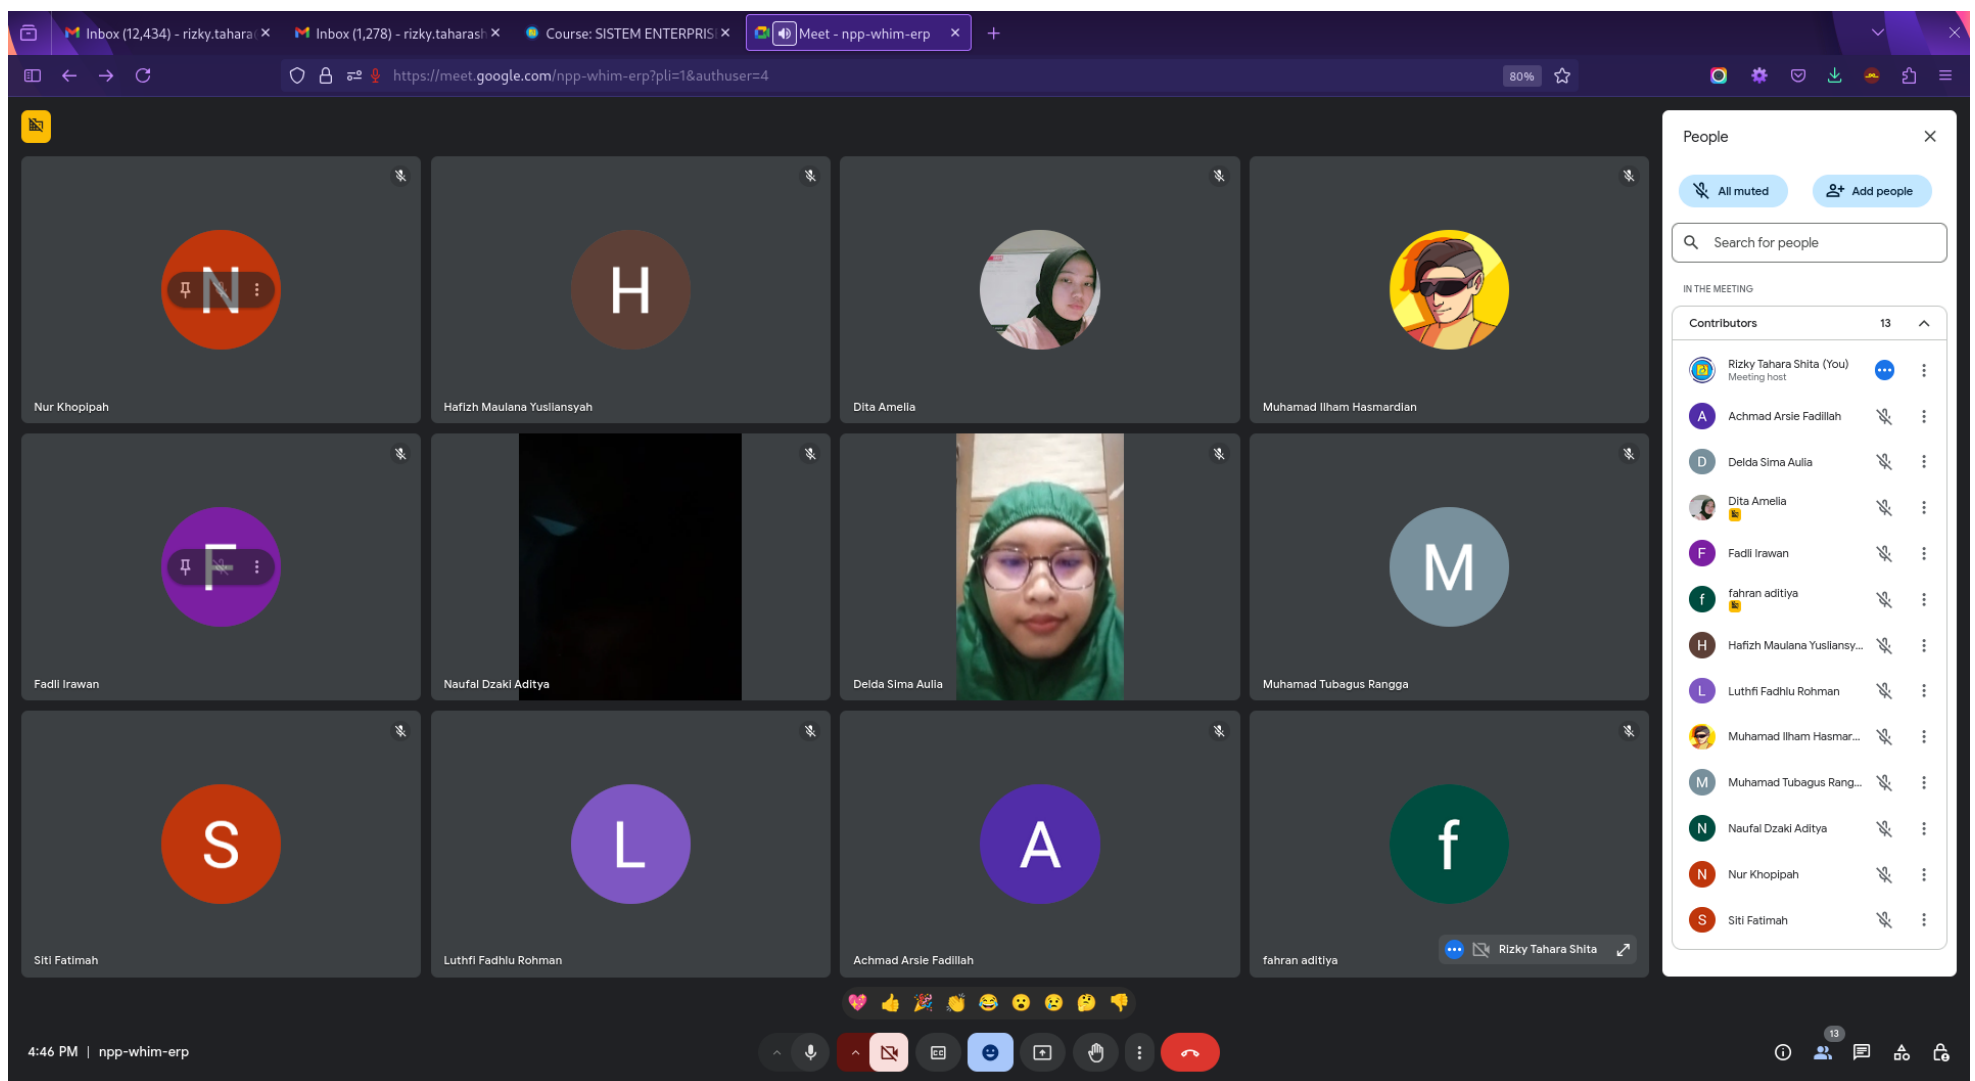 Inbox (12,434) - rizky.tahara
Inbox (1,278) - rizky.tarash
Course: SISTEM ENTERPRIS
Meet - npp-whim-erp
https://meet.google.com/npp-whim-erp?pli=1&authuser=4
80%
N
H
Nur Khopipah
Hafizh Maulana Yusliansyah
Dita Amelia
Muhamad Ilham Hasmardian
F
M
Fadli Irawan
Naufal Dzaki Aditya
Delda Sima Aulia
Muhamad Tubagus Rangga
S
L
A
f
Siti Fatimah
Luthfi Fadhlu Rohman
Achmad Arsie Fadillah
fahran aditiya
Rizky Tahara Shita
4:46 PM | npp-whim-erp
CC
13
People
All muted
Add people
Search for people
IN THE MEETING
Contributors 13
Rizky Tahara Shita (You)
Meeting host
A Achmad Arsie Fadillah
D Delda Sima Aulia
Dita Amelia
F Fadli Irawan
f fahran aditiya
H Hafizh Maulana Yusliansy...
L Luthfi Fadhlu Rohman
Muhamad Ilham Hasmar...
M Muhamad Tubagus Rang...
N Naufal Dzaki Aditya
N Nur Khopipah
S Siti Fatimah